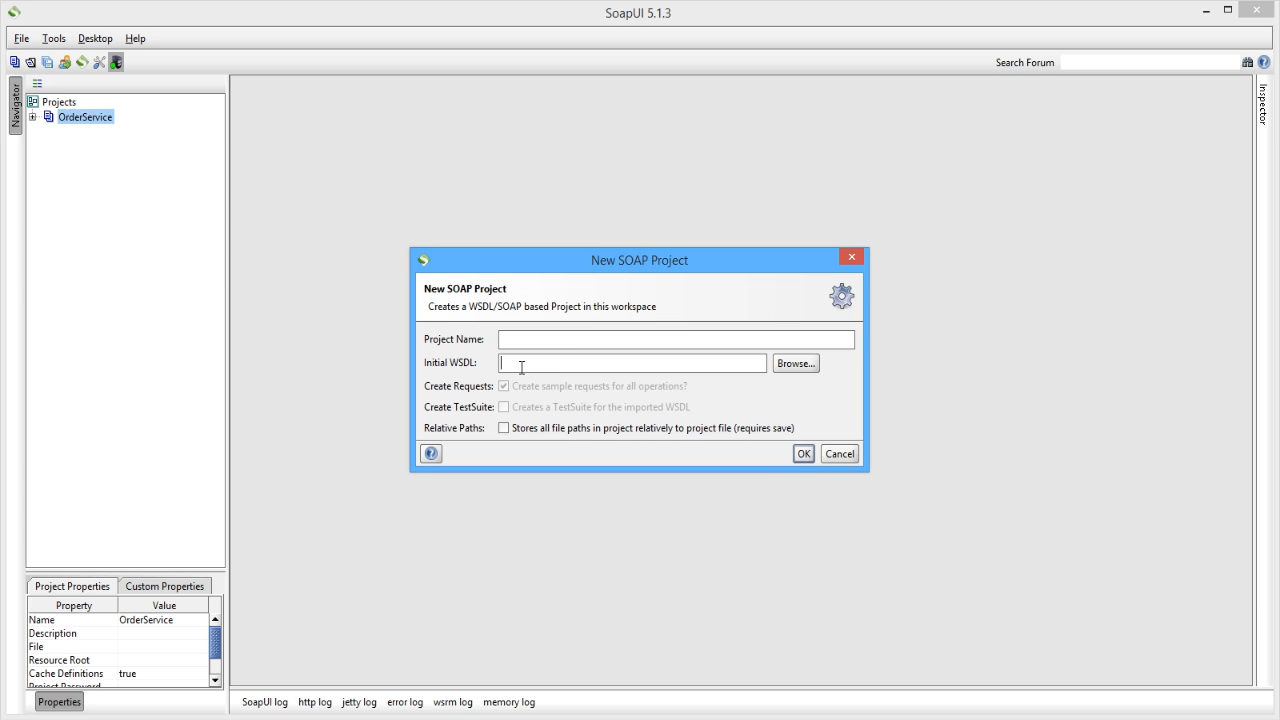 SoapUI 5.1.3
File Tools Desktop Help
Search Forum
Navigator
Inspector
Projects
OrderService
New SOAP Project
New SOAP Project
Creates a WSDL/SOAP based Project in this workspace
Project Name:
Initial WSDL: Browse...
Create Requests: Create sample requests for all operations?
Create TestSuite: Creates a TestSuite for the imported WSDL
Relative Paths: Stores all file paths in project relatively to project file (requires save)
OK Cancel
Project Properties Custom Properties
Property Value
Name OrderService
Description
File
Resource Root
Cache Definitions true
Project Password
Properties
SoapUI log http log jetty log error log wsrm log memory log